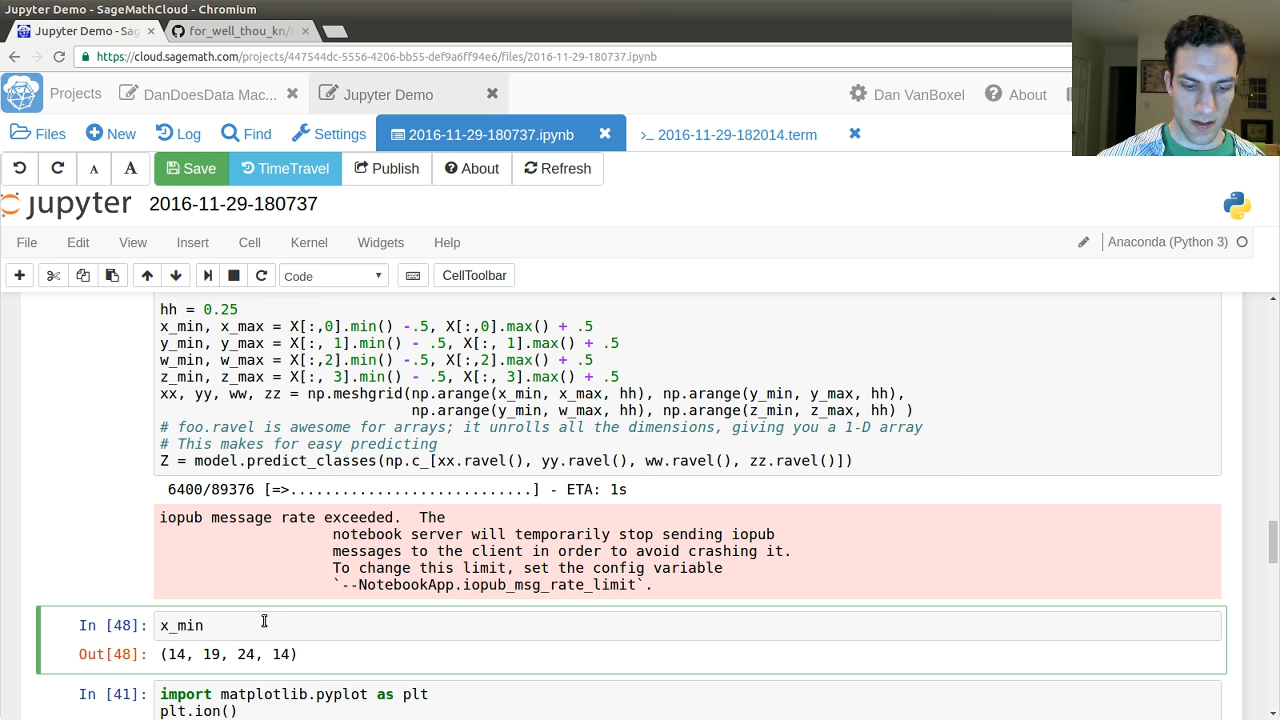 Jupyter Demo - SageMathCloud - Chromium
Jupyter Demo - Sag
for_well_thou_kn/d
https://cloud.sagemath.com/projects/447544dc-5556-4206-bb55-def9a6ff94e6/files/2016-11-29-180737.ipynb
Projects DanDoesData Mac... Jupyter Demo Dan VanBoxel About
Files New Log Find Settings 2016-11-29-180737.ipynb >_ 2016-11-29-182014.term
A A Save TimeTravel Publish About Refresh
jupyter 2016-11-29-180737
File Edit View Insert Cell Kernel Widgets Help Anaconda (Python 3)
Code CellToolbar
hh = 0.25
x_min, x_max = X[:,0].min() -.5, X[:,0].max() + .5
y_min, y_max = X[:, 1].min() - .5, X[:, 1].max() + .5
w_min, w_max = X[:,2].min() -.5, X[:,2].max() + .5
z_min, z_max = X[:, 3].min() - .5, X[:, 3].max() + .5
xx, yy, ww, zz = np.meshgrid(np.arange(x_min, x_max, hh), np.arange(y_min, y_max, hh),
np.arange(y_min, w_max, hh), np.arange(z_min, z_max, hh) )
# foo.ravel is awesome for arrays; it unrolls all the dimensions, giving you a 1-D array
# This makes for easy predicting
Z = model.predict_classes(np.c_[xx.ravel(), yy.ravel(), ww.ravel(), zz.ravel()])
6400/89376 [=>............................] - ETA: 1s
iopub message rate exceeded. The
notebook server will temporarily stop sending iopub
messages to the client in order to avoid crashing it.
To change this limit, set the config variable
`--NotebookApp.iopub_msg_rate_limit`.
In [48]: x_min
Out[48]: (14, 19, 24, 14)
In [41]: import matplotlib.pyplot as plt
plt.ion()